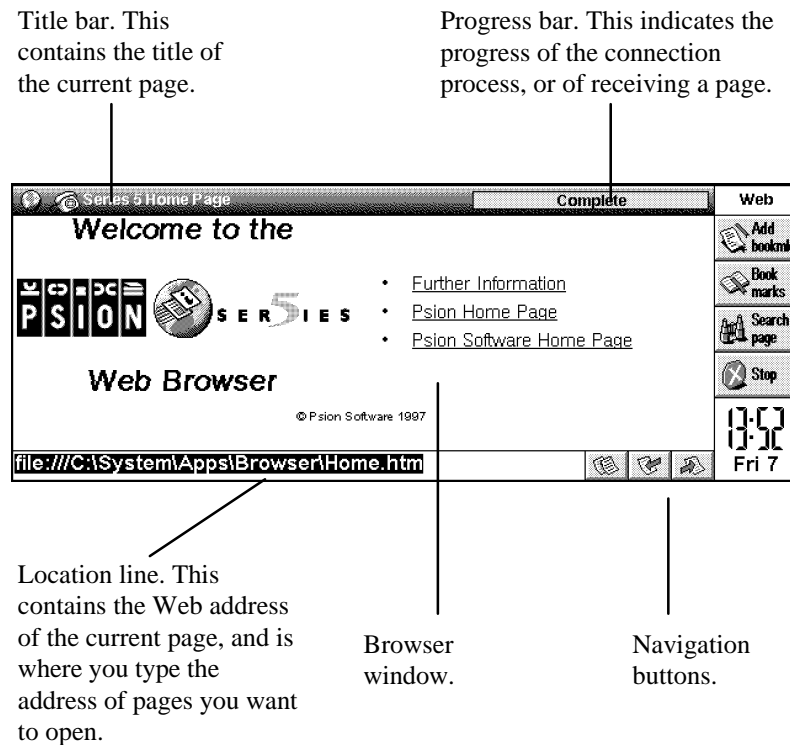 Title bar. This
contains the title of
the current page.
Progress bar. This indicates the
progress of the connection
process, or of receiving a page.
Series 5 Home Page
Complete
Web
Welcome to the
PSION
SERIES
5
Web Browser
• Further Information
• Psion Home Page
• Psion Software Home Page
© Psion Software 1997
Add
bookmk
Book
marks
Search
page
Stop
13:52
Fri 7
file:///C:\System\Apps\Browser\Home.htm
Location line. This
contains the Web address
of the current page, and is
where you type the
address of pages you want
to open.
Browser
window.
Navigation
buttons.